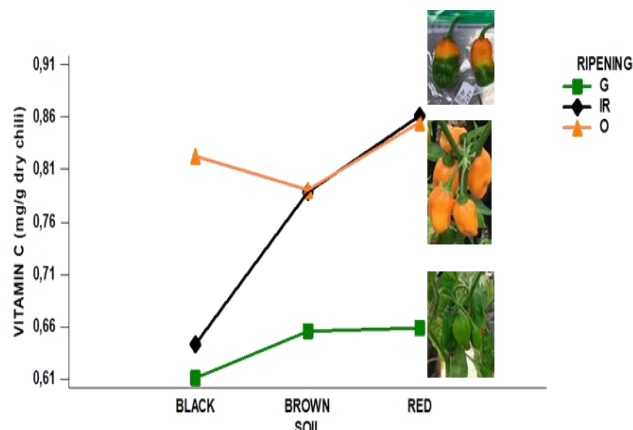 VITAMIN C (mg/g dry chili)
0,91
0,86
0,81
0,76
0,71
0,66
0,61
BLACK
BROWN
RED
SOIL
RIPENING
G
IR
O